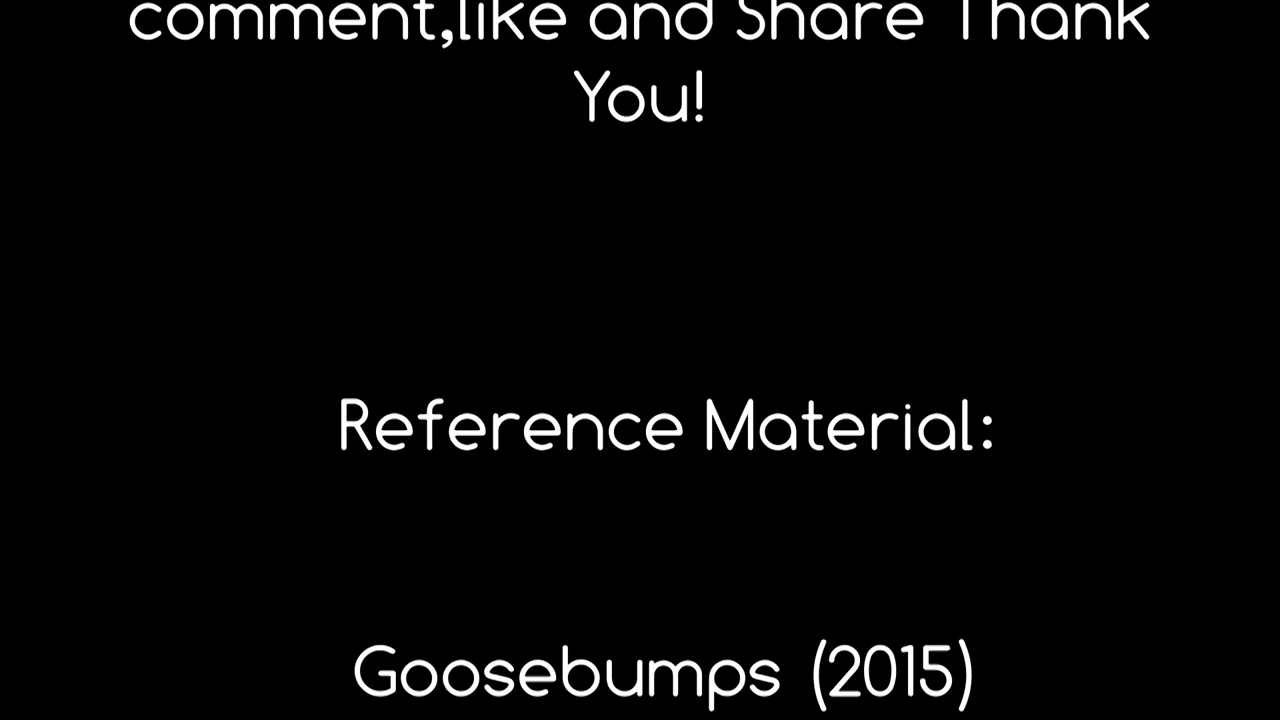 comment,like and Share Thank
You!
Reference Material:
Goosebumps (2015)